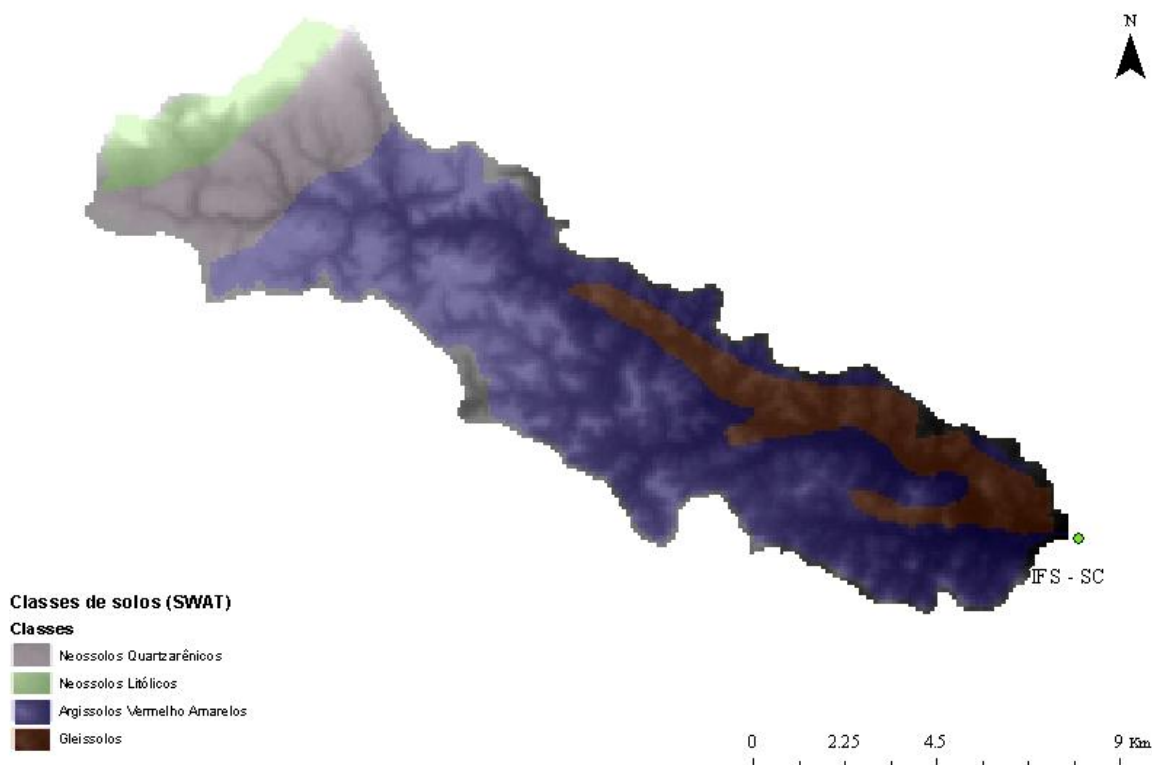 N
IFS - SC
Classes de solos (SWAT)
Classes
Neossolos Quartzarênicos
Neossolos Litólicos
Argissolos Vermelho Amarelos
Gleissolos
0 2.25 4.5 9 Km